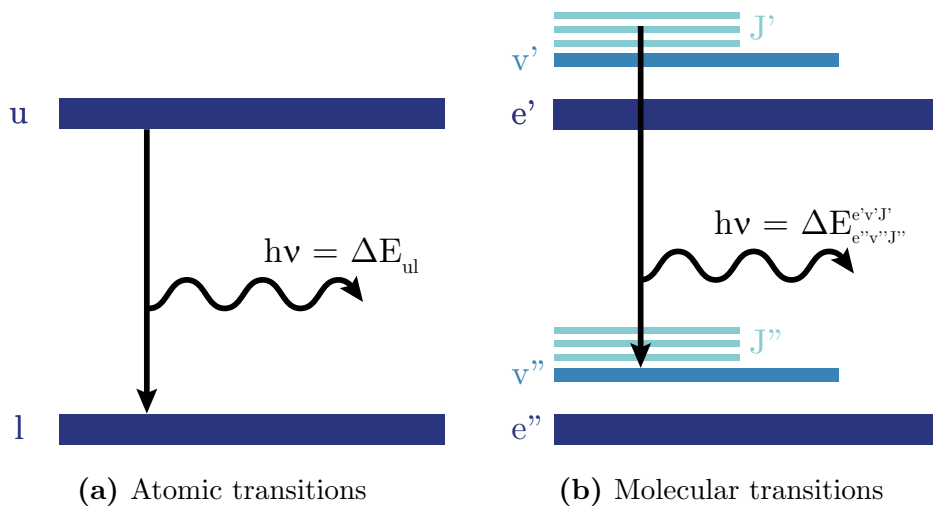 u
hν = ΔE_ul
l
(a) Atomic transitions
J'
v'
e'
hν = ΔE^e'v'J'_e''v''J''
J''
v''
e''
(b) Molecular transitions